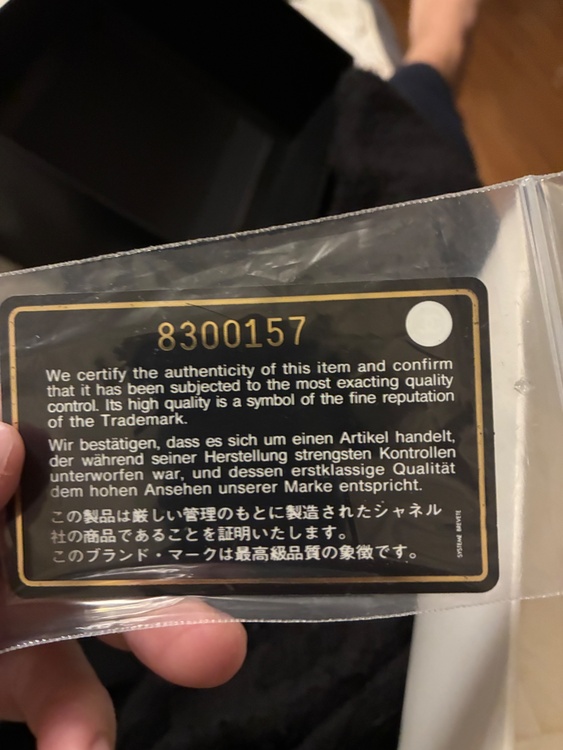 8300157
We certify the authenticity of this item and confirm
that it has been subjected to the most exacting quality
control. Its high quality is a symbol of the fine reputation
of the Trademark.
Wir bestätigen, dass es sich um einen Artikel handelt,
der während seiner Herstellung strengsten Kontrollen
unterworfen war, und dessen erstklassige Qualität
dem hohen Ansehen unserer Marke entspricht.
この製品は厳しい管理のもとに製造されたシャネル
社の商品であることを証明いたします。
このブランド・マークは最高級品質の象徴です。
SYSTEME BREVETE